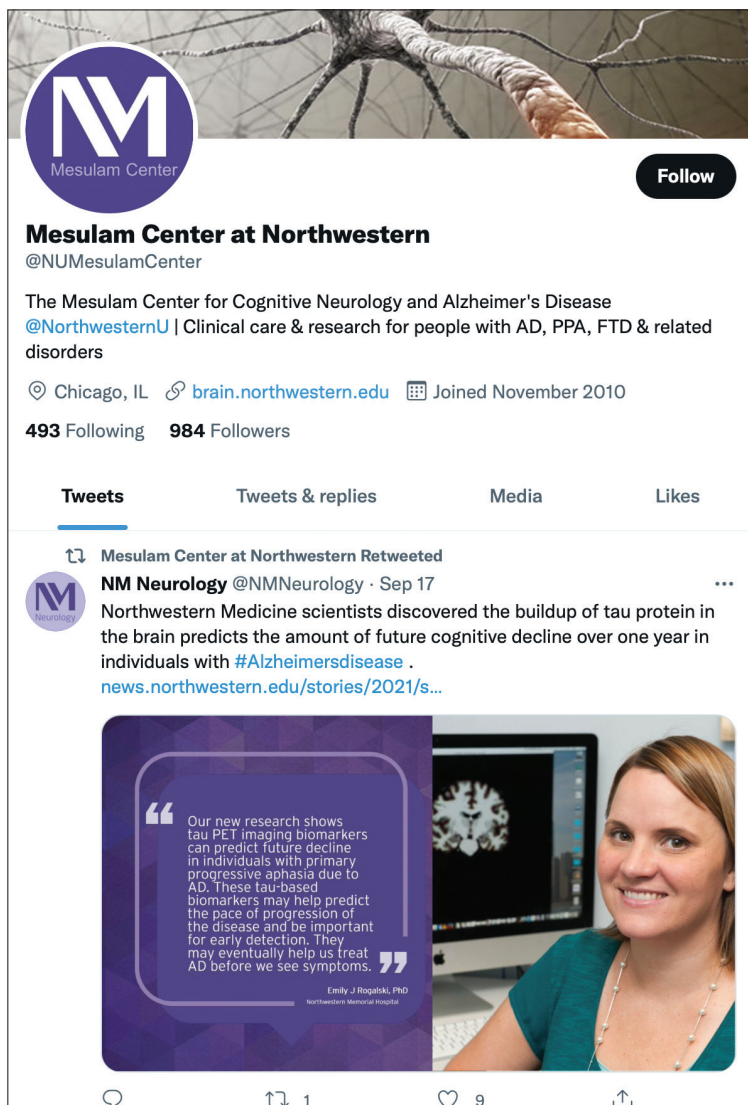 NM
Mesulam Center
Follow
Mesulam Center at Northwestern
@NUMesulamCenter
The Mesulam Center for Cognitive Neurology and Alzheimer's Disease
@NorthwesternU | Clinical care & research for people with AD, PPA, FTD & related
disorders
Chicago, IL brain.northwestern.edu Joined November 2010
493 Following 984 Followers
Tweets Tweets & replies Media Likes
Mesulam Center at Northwestern Retweeted
NM Neurology @NMNeurology · Sep 17 ...
NM
Neurology
Northwestern Medicine scientists discovered the buildup of tau protein in
the brain predicts the amount of future cognitive decline over one year in
individuals with #Alzheimersdisease .
news.northwestern.edu/stories/2021/s...
“
Our new research shows
tau PET imaging biomarkers
can predict future decline
in individuals with primary
progressive aphasia due to
AD. These tau-based
biomarkers may help predict
the pace of progression of
the disease and be important
for early detection. They
may eventually help us treat
AD before we see symptoms. ”
Emily J Rogalski, PhD
Northwestern Memorial Hospital
1 9